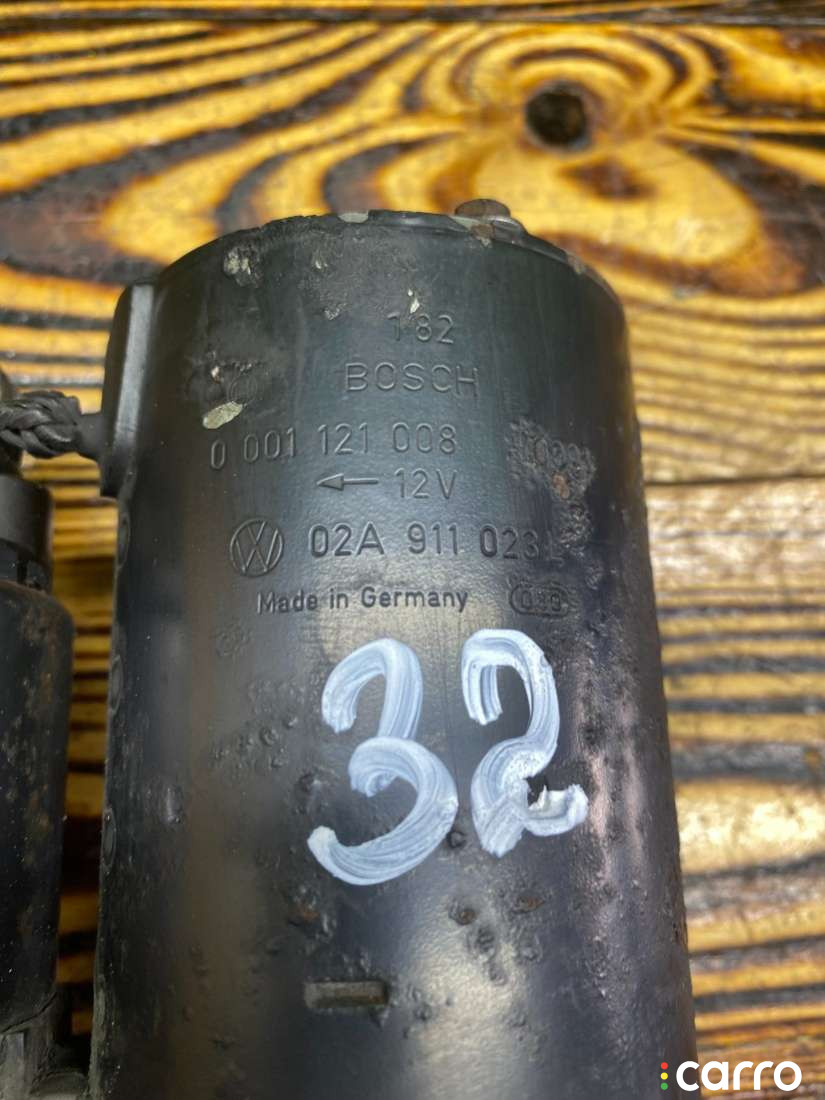 182
BOSCH
0 001 121 008
12V
02A 911 023
Made in Germany
32
carro